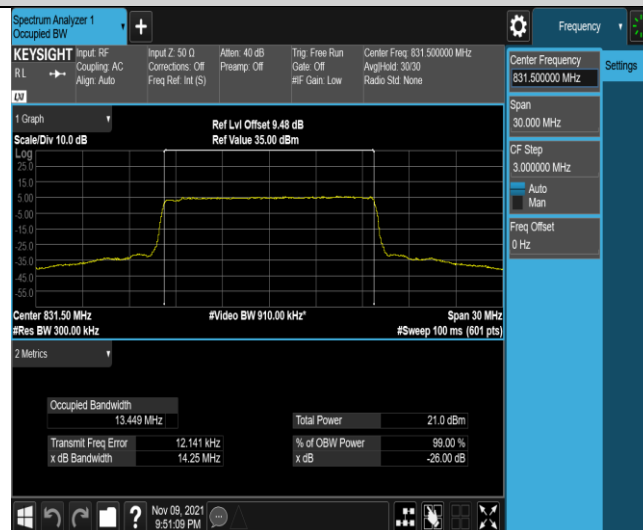 Spectrum Analyzer 1
Occupied BW
+
Frequency
KEYSIGHT
RL
LXI
Input: RF
Coupling: AC
Align: Auto
Input Z: 50 Ω
Corrections: Off
Freq Ref: Int (S)
Atten: 40 dB
Preamp: Off
Trig: Free Run
Gate: Off
#IF Gain: Low
Center Freq: 831.500000 MHz
Avg|Hold: 30/30
Radio Std: None
Center Frequency
831.500000 MHz
Settings
Span
30.000 MHz
CF Step
3.000000 MHz
Auto
Man
Freq Offset
0 Hz
1 Graph
Scale/Div 10.0 dB
Ref Lvl Offset 9.48 dB
Ref Value 35.00 dBm
Log
25.0
15.0
5.00
-5.00
-15.0
-25.0
-35.0
-45.0
-55.0
Center 831.50 MHz
#Video BW 910.00 kHz*
Span 30 MHz
#Res BW 300.00 kHz
#Sweep 100 ms (601 pts)
2 Metrics
Occupied Bandwidth
13.449 MHz
Total Power 21.0 dBm
Transmit Freq Error 12.141 kHz
% of OBW Power 99.00 %
x dB Bandwidth 14.25 MHz
x dB -26.00 dB
?
Nov 09, 2021
9:51:09 PM